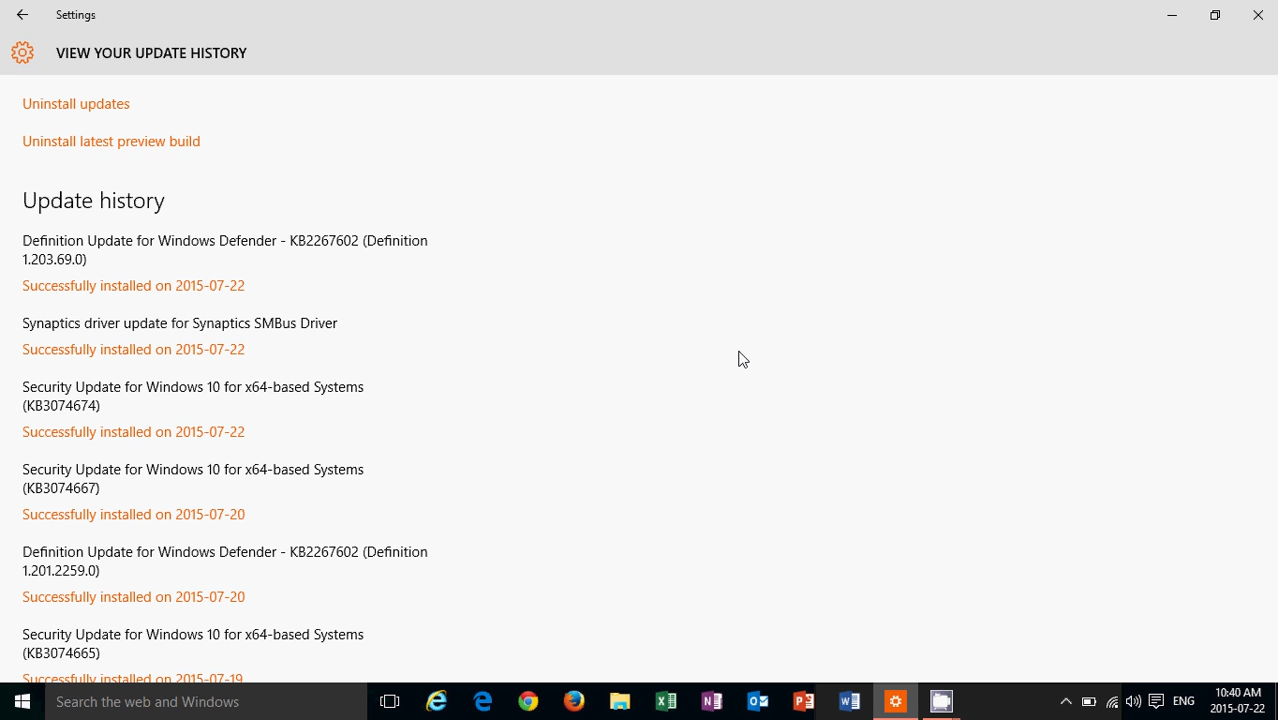 Settings
VIEW YOUR UPDATE HISTORY
Uninstall updates
Uninstall latest preview build
Update history
Definition Update for Windows Defender - KB2267602 (Definition
1.203.69.0)
Successfully installed on 2015-07-22
Synaptics driver update for Synaptics SMBus Driver
Successfully installed on 2015-07-22
Security Update for Windows 10 for x64-based Systems
(KB3074674)
Successfully installed on 2015-07-22
Security Update for Windows 10 for x64-based Systems
(KB3074667)
Successfully installed on 2015-07-20
Definition Update for Windows Defender - KB2267602 (Definition
1.201.2259.0)
Successfully installed on 2015-07-20
Security Update for Windows 10 for x64-based Systems
(KB3074665)
Successfully installed on 2015-07-19
Search the web and Windows
ENG
10:40 AM
2015-07-22